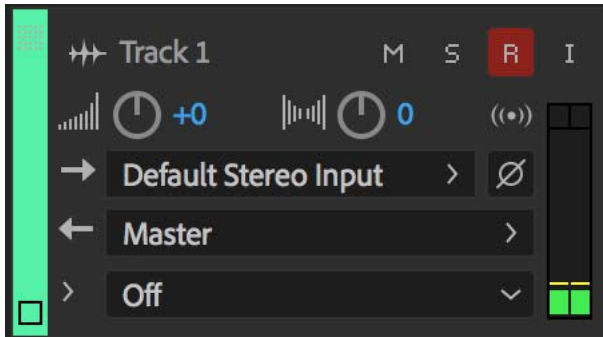 Track 1 M S R I
+0 0
Default Stereo Input Ø
Master
Off